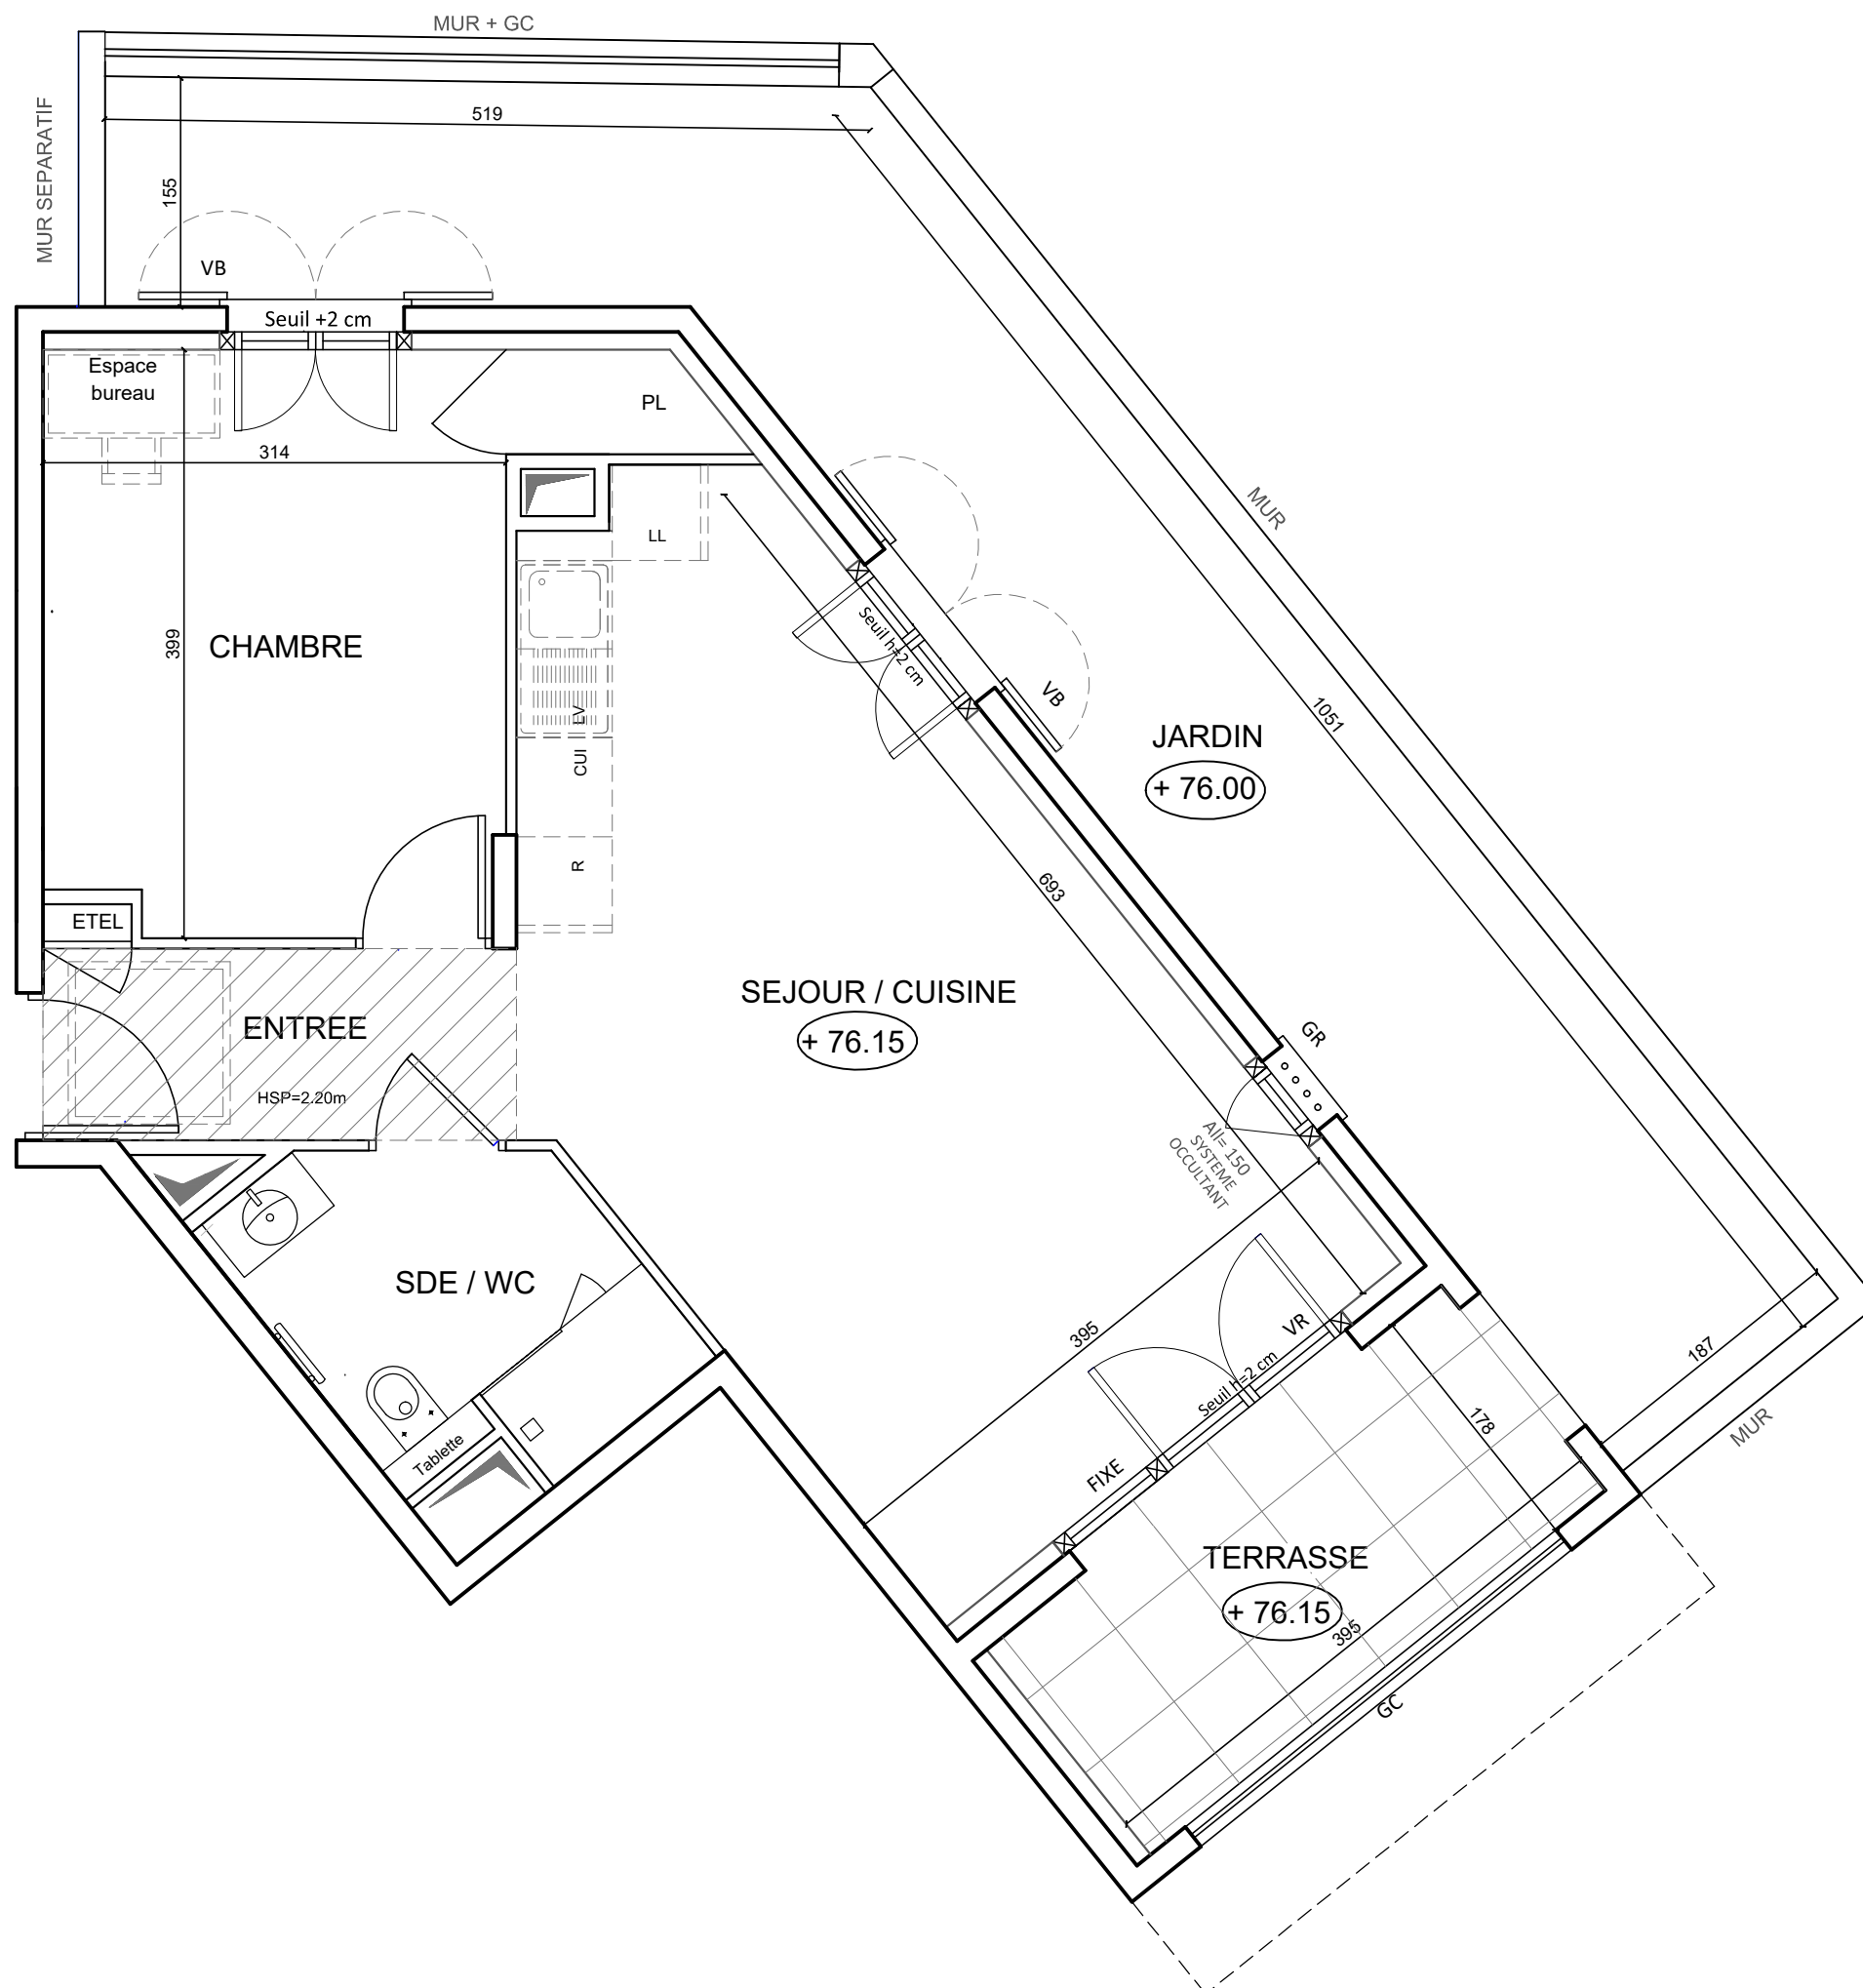 MUR + GC
MUR SEPARATIF
519
155
VB
Seuil +2 cm
Espace
bureau
PL
314
LL
MUR
CHAMBRE
399
Seuil h=2 cm
VB
LV
CUI
JARDIN
+ 76.00
1051
R
693
ETEL
SEJOUR / CUISINE
+ 76.15
ENTREE
HSP=2.20m
GR
All= 150
SYSTEME
OCCULTANT
SDE / WC
395
VR
187
Seuil h=2 cm
178
MUR
Tablette
FIXE
TERRASSE
+ 76.15
395
GC